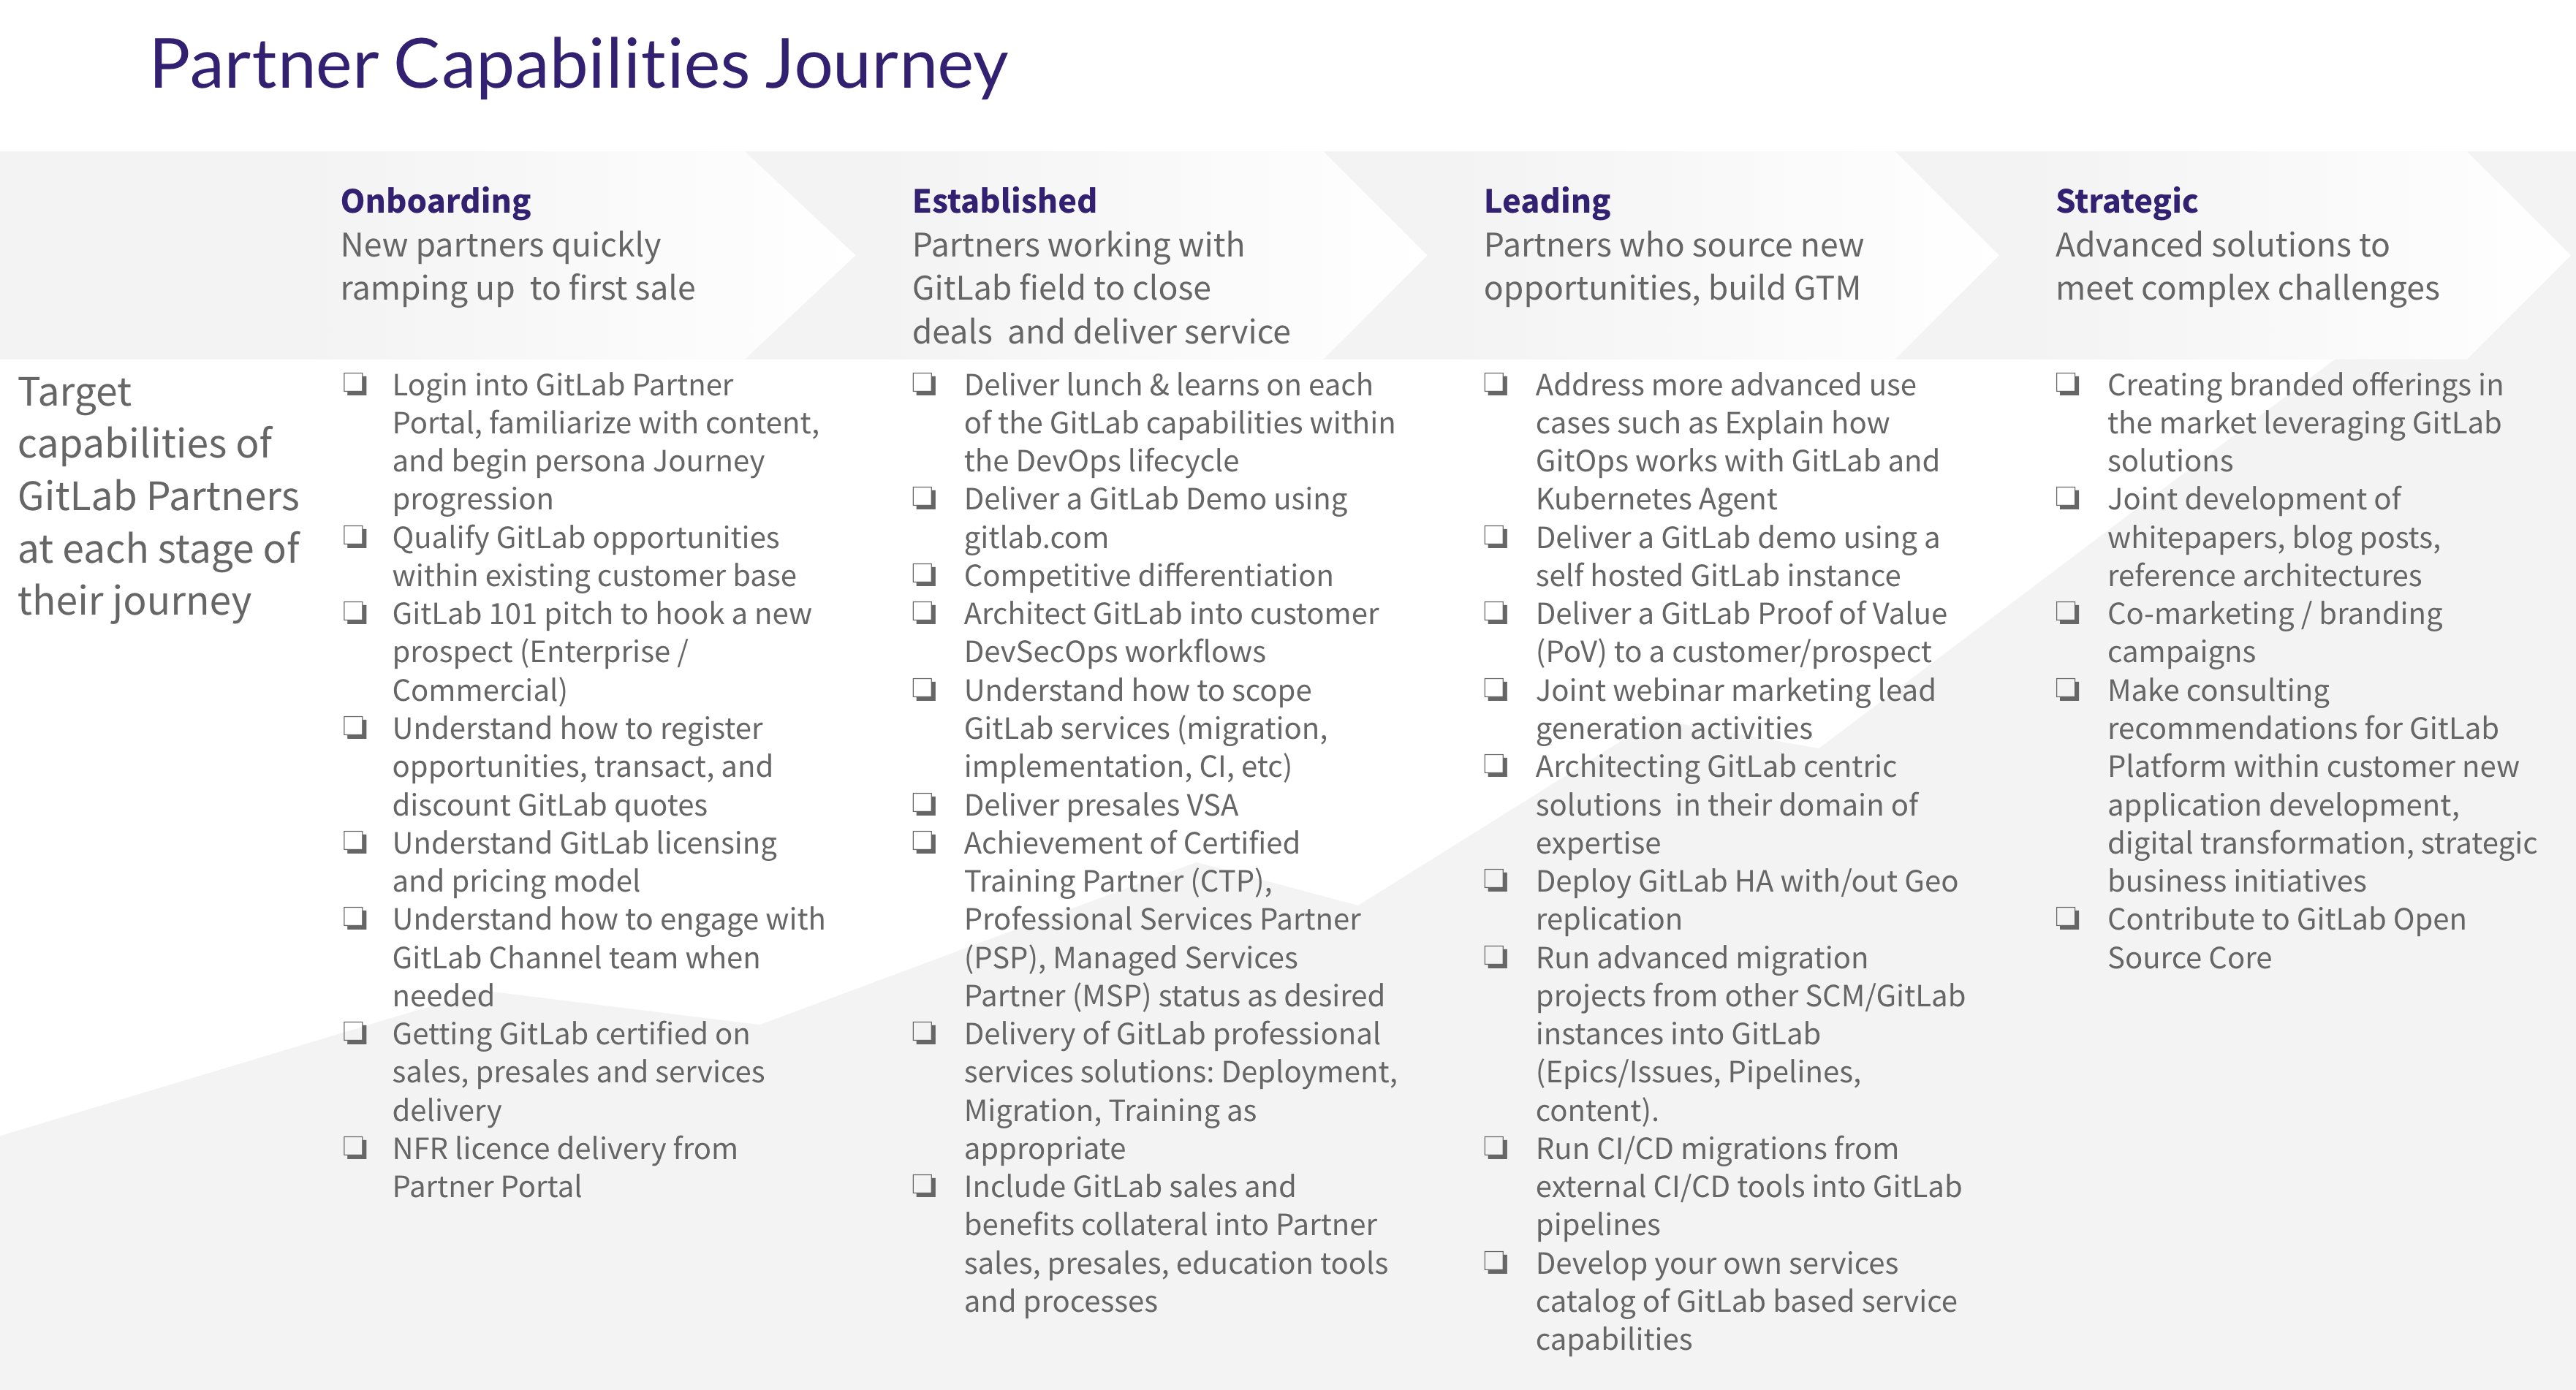 Partner Capabilities Journey
Onboarding
New partners quickly
ramping up  to first sale
Established
Partners working with
GitLab field to close
deals  and deliver service
Leading
Partners who source new
opportunities, build GTM
Strategic
Advanced solutions to
meet complex challenges
Target
capabilities of
GitLab Partners
at each stage of
their journey
❏ Login into GitLab Partner
Portal, familiarize with content,
and begin persona Journey
progression
❏ Qualify GitLab opportunities
within existing customer base
❏ GitLab 101 pitch to hook a new
prospect (Enterprise /
Commercial)
❏ Understand how to register
opportunities, transact, and
discount GitLab quotes
❏ Understand GitLab licensing
and pricing model
❏ Understand how to engage with
GitLab Channel team when
needed
❏ Getting GitLab certified on
sales, presales and services
delivery
❏ NFR licence delivery from
Partner Portal
❏ Deliver lunch & learns on each
of the GitLab capabilities within
the DevOps lifecycle
❏ Deliver a GitLab Demo using
gitlab.com
❏ Competitive differentiation
❏ Architect GitLab into customer
DevSecOps workflows
❏ Understand how to scope
GitLab services (migration,
implementation, CI, etc)
❏ Deliver presales VSA
❏ Achievement of Certified
Training Partner (CTP),
Professional Services Partner
(PSP), Managed Services
Partner (MSP) status as desired
❏ Delivery of GitLab professional
services solutions: Deployment,
Migration, Training as
appropriate
❏ Include GitLab sales and
benefits collateral into Partner
sales, presales, education tools
and processes
❏ Address more advanced use
cases such as Explain how
GitOps works with GitLab and
Kubernetes Agent
❏ Deliver a GitLab demo using a
self hosted GitLab instance
❏ Deliver a GitLab Proof of Value
(PoV) to a customer/prospect
❏ Joint webinar marketing lead
generation activities
❏ Architecting GitLab centric
solutions  in their domain of
expertise
❏ Deploy GitLab HA with/out Geo
replication
❏ Run advanced migration
projects from other SCM/GitLab
instances into GitLab
(Epics/Issues, Pipelines,
content).
❏ Run CI/CD migrations from
external CI/CD tools into GitLab
pipelines
❏ Develop your own services
catalog of GitLab based service
capabilities
❏ Creating branded offerings in
the market leveraging GitLab
solutions
❏ Joint development of
whitepapers, blog posts,
reference architectures
❏ Co-marketing / branding
campaigns
❏ Make consulting
recommendations for GitLab
Platform within customer new
application development,
digital transformation, strategic
business initiatives
❏ Contribute to GitLab Open
Source Core